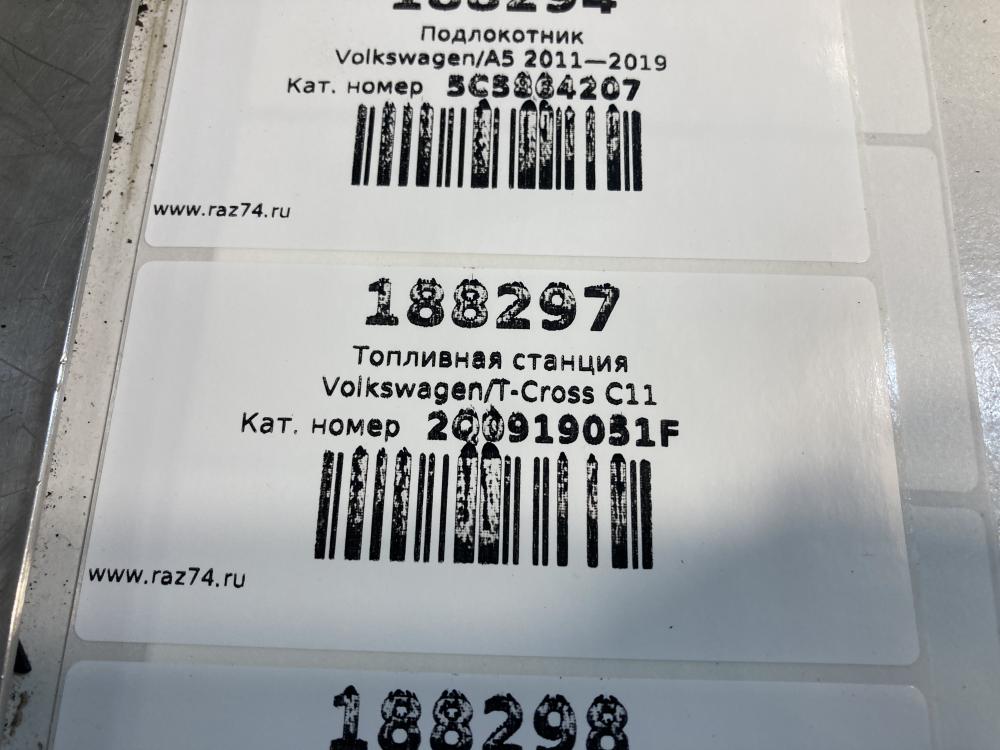 188294
Подлокотник
Volkswagen/A5 2011—2019
Кат. номер 5C5864207
www.raz74.ru
188297
Топливная станция
Volkswagen/T-Cross C11
Кат. номер 2Q0919051F
www.raz74.ru
188298